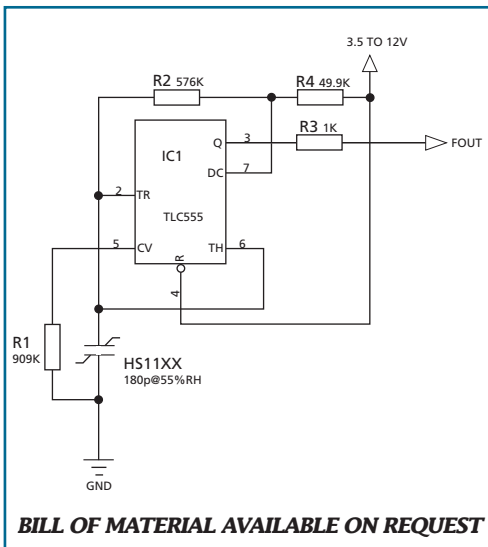 3.5 TO 12V
R2 576K
R4 49.9K
R3 1K
FOUT
IC1
Q
3
DC
7
2
TR
TLC555
5
CV
TH
6
R
4
R1
909K
HS11XX
180p@55%RH
GND
BILL OF MATERIAL AVAILABLE ON REQUEST